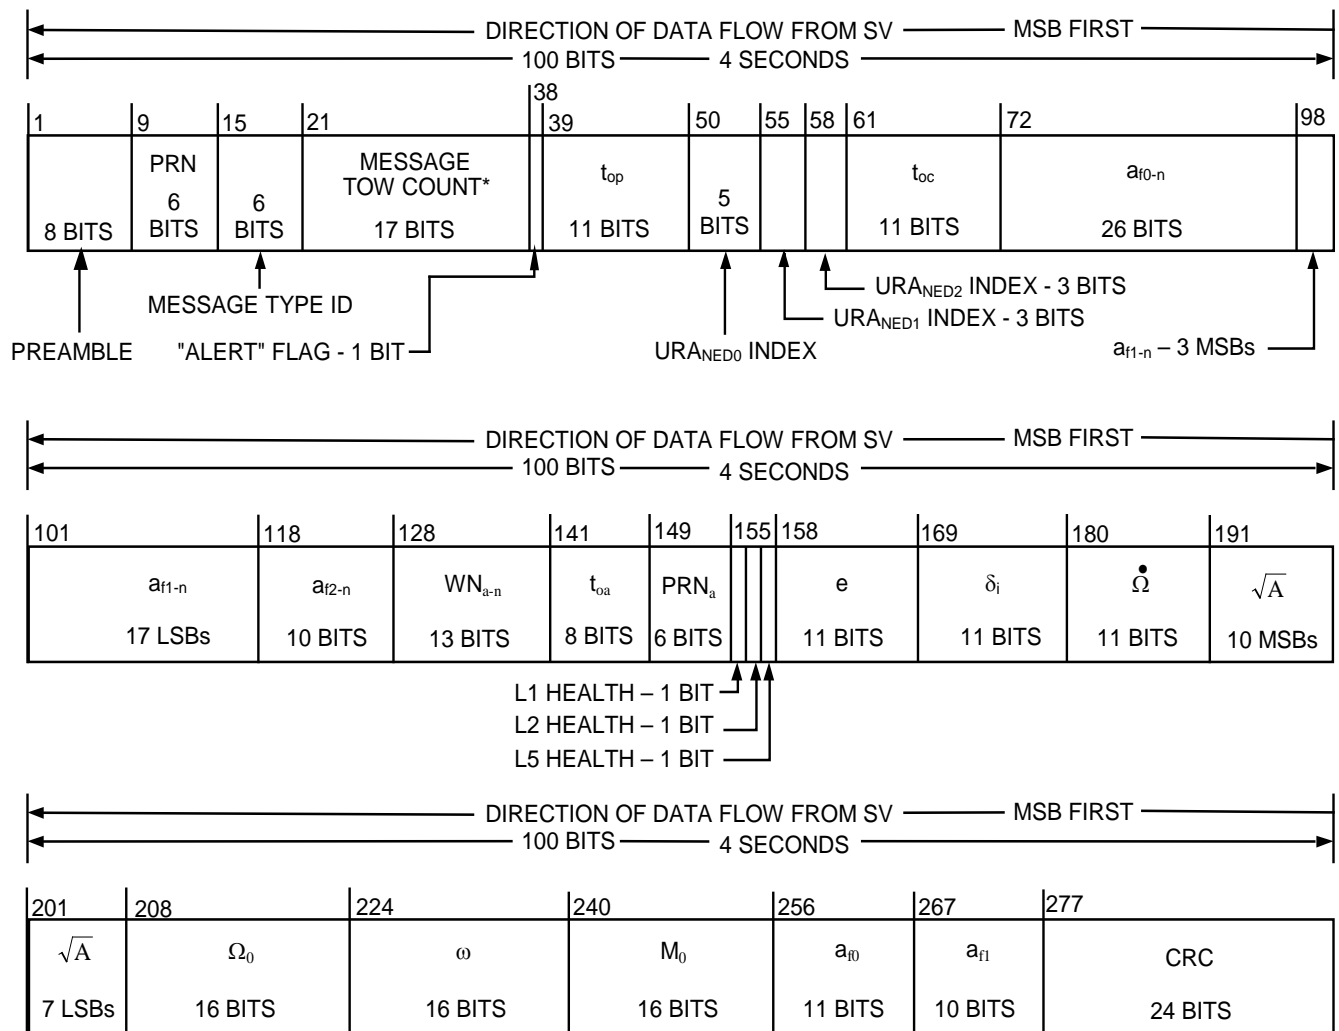 DIRECTION OF DATA FLOW FROM SV MSB FIRST
100 BITS 4 SECONDS
1 9 15 21 38 39 50 55 58 61 72 98
PRN MESSAGE
TOW COUNT* t_op t_oc a_f0-n
8 BITS 6 BITS 6 BITS 17 BITS 11 BITS 5 BITS 11 BITS 26 BITS
MESSAGE TYPE ID
PREAMBLE
"ALERT" FLAG - 1 BIT
URA_NED0 INDEX
URA_NED2 INDEX - 3 BITS
URA_NED1 INDEX - 3 BITS
a_f1-n – 3 MSBs
DIRECTION OF DATA FLOW FROM SV MSB FIRST
100 BITS 4 SECONDS
101 118 128 141 149 155 158 169 180 191
a_f1-n a_f2-n WN_a-n t_oa PRN_a e δ_i Ω̇ √A
17 LSBs 10 BITS 13 BITS 8 BITS 6 BITS 11 BITS 11 BITS 11 BITS 10 MSBs
L1 HEALTH – 1 BIT
L2 HEALTH – 1 BIT
L5 HEALTH – 1 BIT
DIRECTION OF DATA FLOW FROM SV MSB FIRST
100 BITS 4 SECONDS
201 208 224 240 256 267 277
√A Ω_0 ω M_0 a_f0 a_f1 CRC
7 LSBs 16 BITS 16 BITS 16 BITS 11 BITS 10 BITS 24 BITS